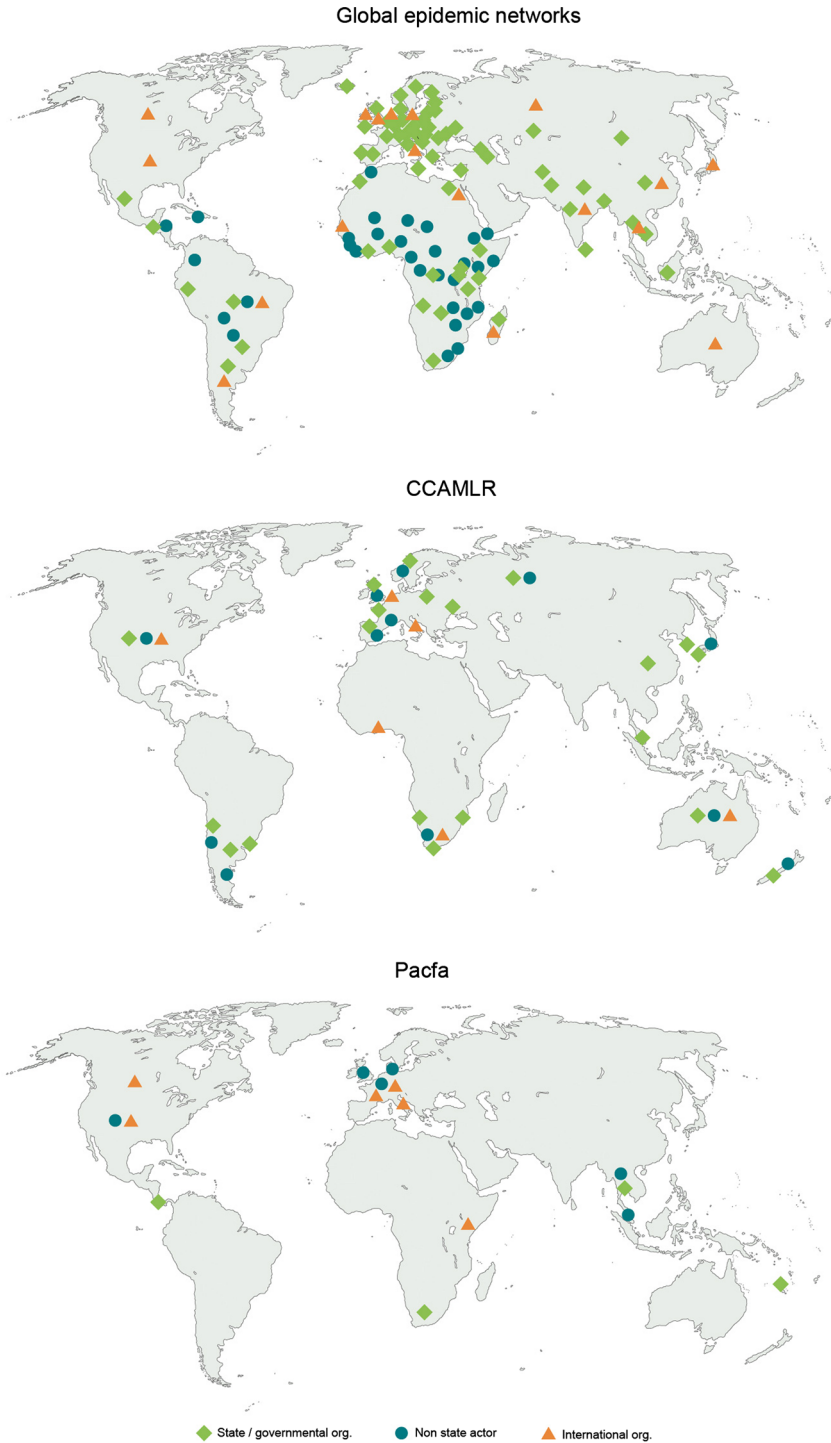 Global epidemic networks
CCAMLR
Pacfa
State / governmental org.
Non state actor
International org.